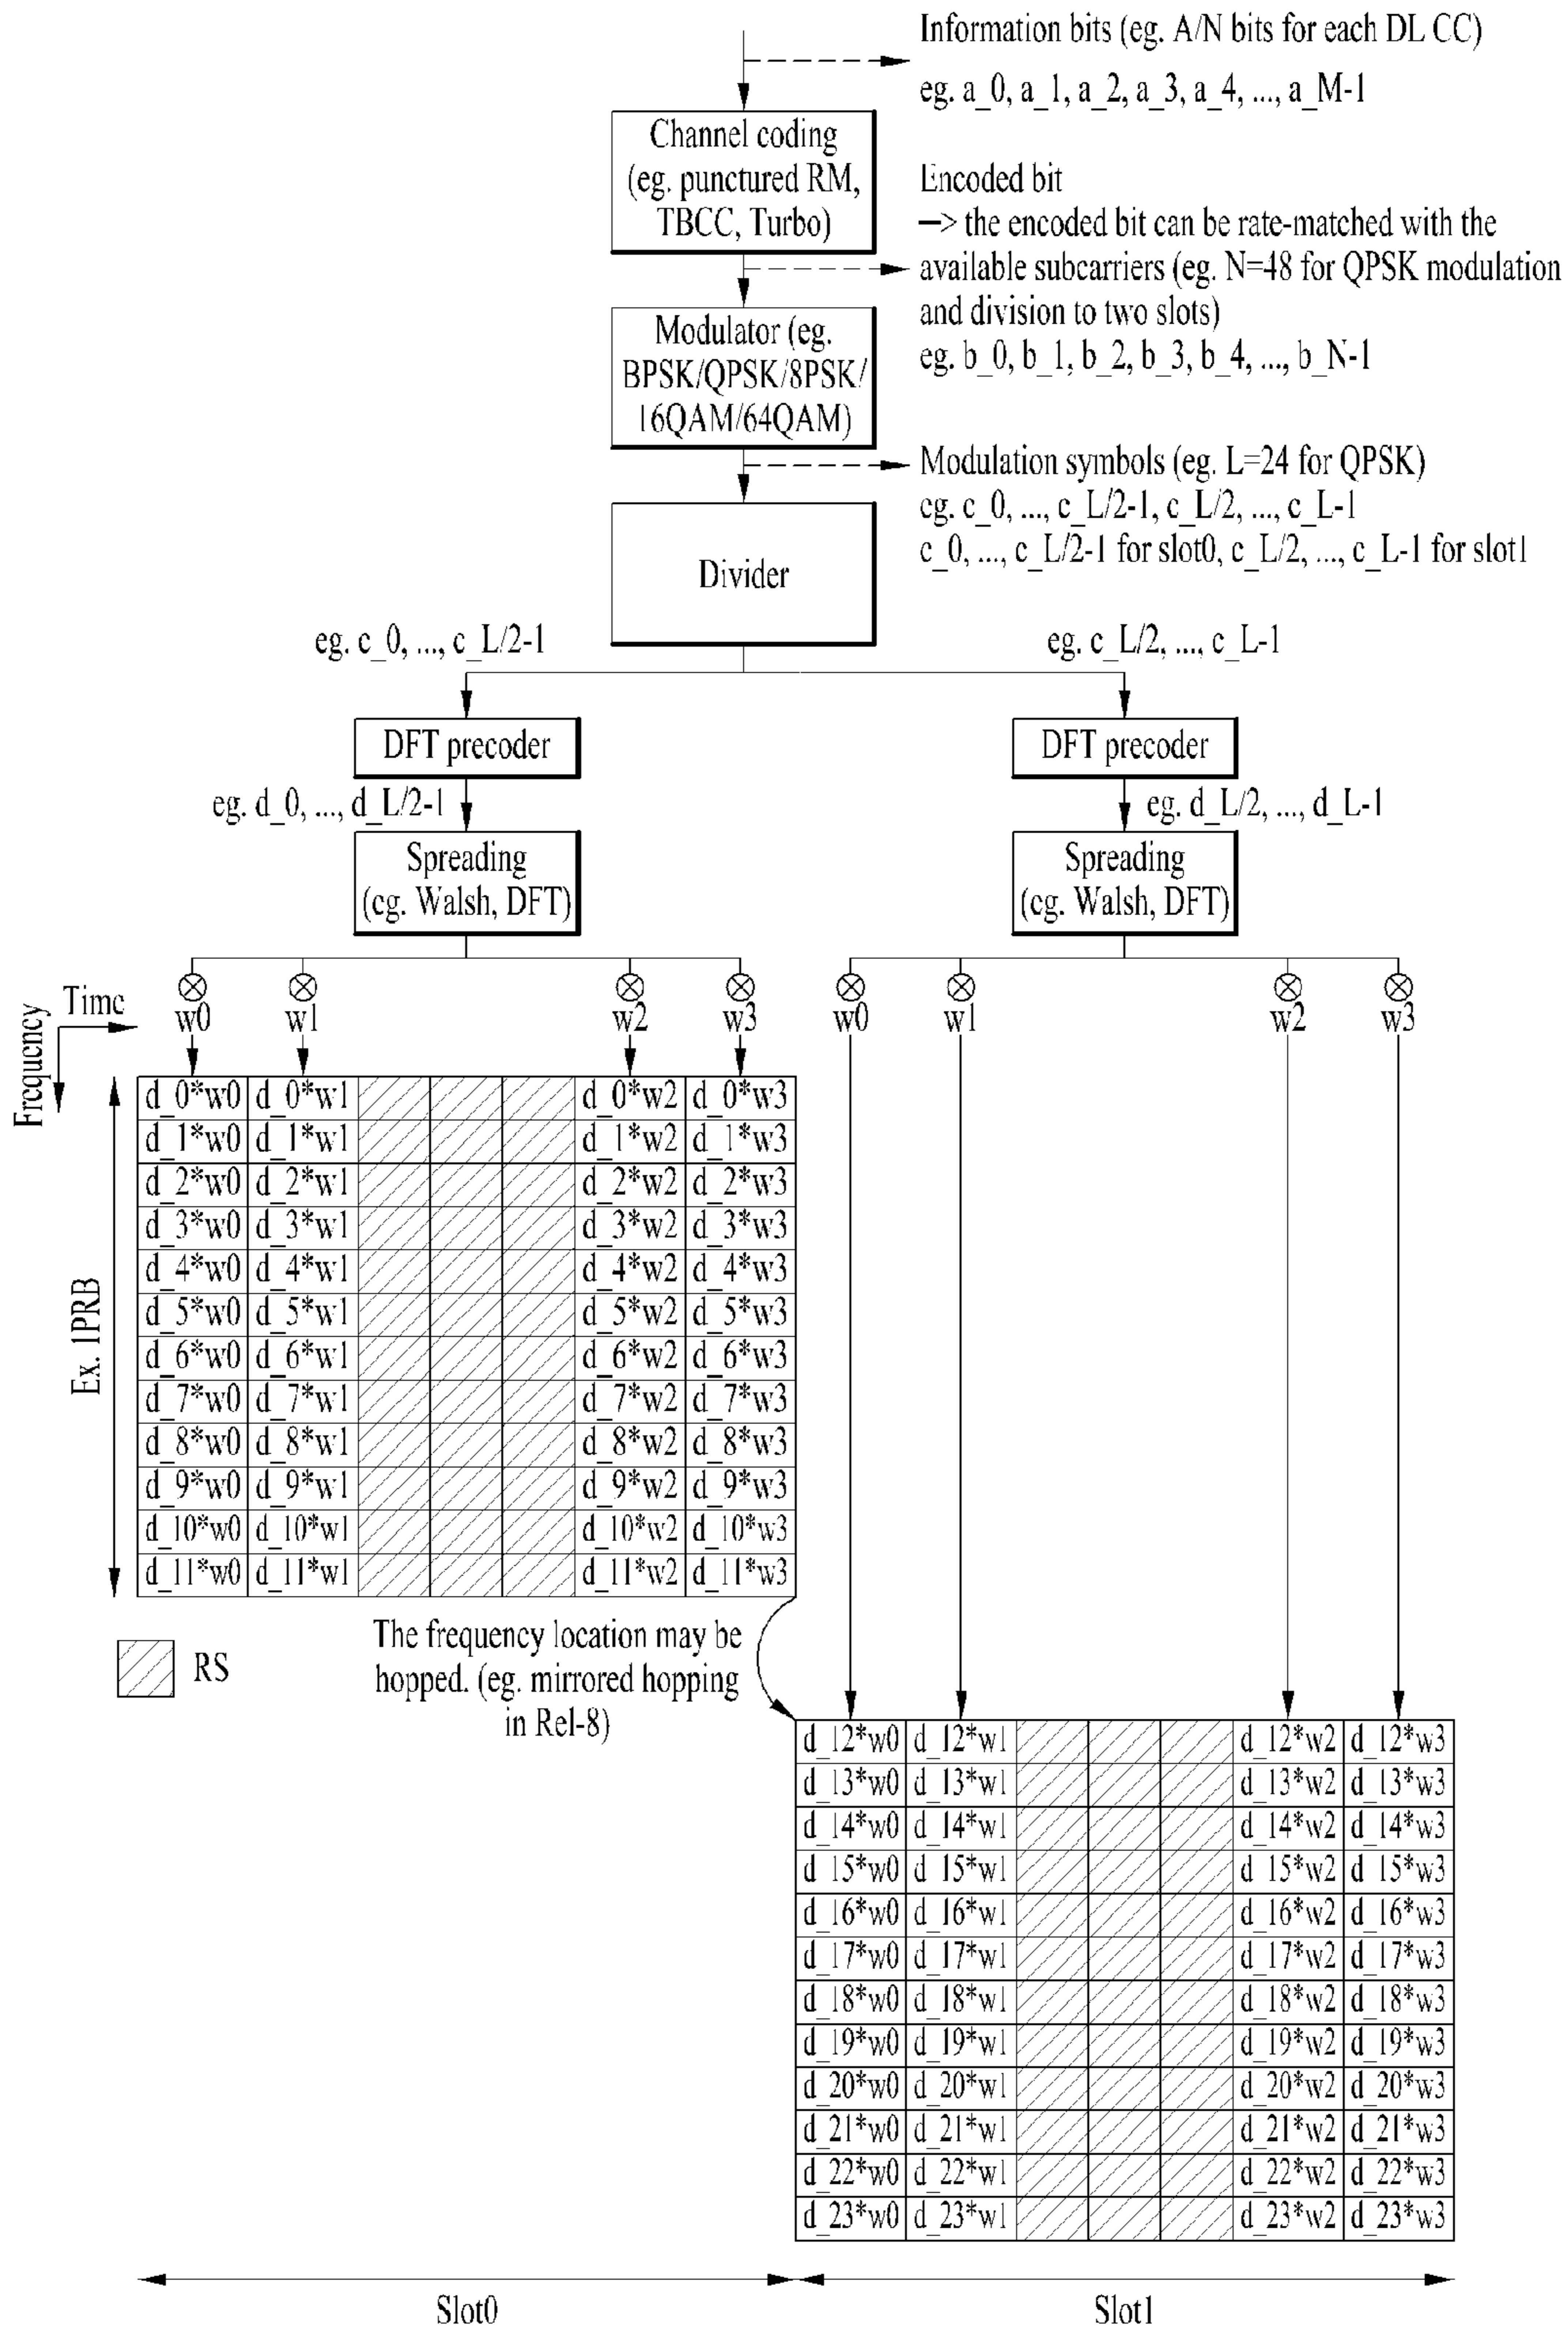 Information bits (eg. A/N bits for each DL CC)
eg. a_0, a_1, a_2, a_3, a_4, ..., a_M-1
Channel coding
(eg. punctured RM,
TBCC, Turbo)
Encoded bit
—> the encoded bit can be rate-matched with the
available subcarriers (eg. N=48 for QPSK modulation
and division to two slots)
eg. b_0, b_1, b_2, b_3, b_4, ..., b_N-1
Modulator (eg.
BPSK/QPSK/8PSK/
16QAM/64QAM)
Modulation symbols (eg. L=24 for QPSK)
eg. c_0, ..., c_L/2-1, c_L/2, ..., c_L-1
c_0, ..., c_L/2-1 for slot0, c_L/2, ..., c_L-1 for slot1
Divider
eg. c_0, ..., c_L/2-1
eg. c_L/2, ..., c_L-1
DFT precoder
DFT precoder
eg. d_0, ..., d_L/2-1
eg. d_L/2, ..., d_L-1
Spreading
(eg. Walsh, DFT)
Spreading
(eg. Walsh, DFT)
Time
Frequency
w0 w1 w2 w3 w0 w1 w2 w3
d_0*w0 d_0*w1 d_0*w2 d_0*w3
d_1*w0 d_1*w1 d_1*w2 d_1*w3
d_2*w0 d_2*w1 d_2*w2 d_2*w3
d_3*w0 d_3*w1 d_3*w2 d_3*w3
d_4*w0 d_4*w1 d_4*w2 d_4*w3
d_5*w0 d_5*w1 d_5*w2 d_5*w3
d_6*w0 d_6*w1 d_6*w2 d_6*w3
d_7*w0 d_7*w1 d_7*w2 d_7*w3
d_8*w0 d_8*w1 d_8*w2 d_8*w3
d_9*w0 d_9*w1 d_9*w2 d_9*w3
d_10*w0 d_10*w1 d_10*w2 d_10*w3
d_11*w0 d_11*w1 d_11*w2 d_11*w3
Ex. 1PRB
RS
The frequency location may be
hopped. (eg. mirrored hopping
in Rel-8)
d_12*w0 d_12*w1 d_12*w2 d_12*w3
d_13*w0 d_13*w1 d_13*w2 d_13*w3
d_14*w0 d_14*w1 d_14*w2 d_14*w3
d_15*w0 d_15*w1 d_15*w2 d_15*w3
d_16*w0 d_16*w1 d_16*w2 d_16*w3
d_17*w0 d_17*w1 d_17*w2 d_17*w3
d_18*w0 d_18*w1 d_18*w2 d_18*w3
d_19*w0 d_19*w1 d_19*w2 d_19*w3
d_20*w0 d_20*w1 d_20*w2 d_20*w3
d_21*w0 d_21*w1 d_21*w2 d_21*w3
d_22*w0 d_22*w1 d_22*w2 d_22*w3
d_23*w0 d_23*w1 d_23*w2 d_23*w3
Slot0
Slot1